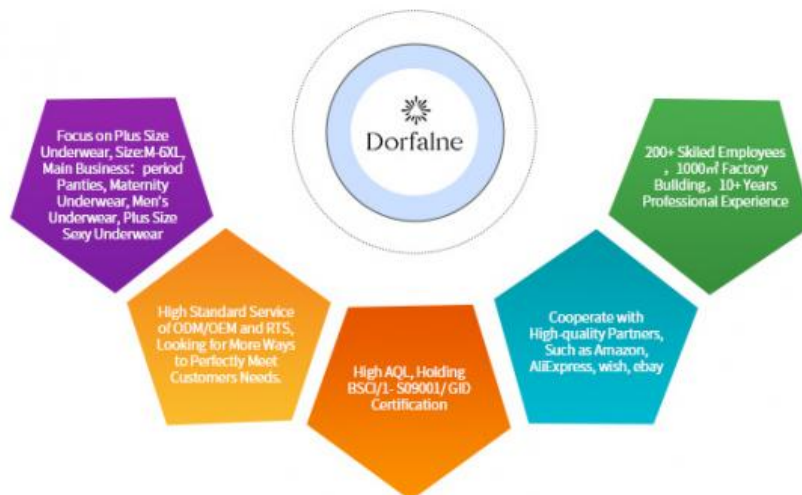 Dorfalne
Focus on Plus Size
Underwear, Size:M-6XL,
Main Business：period
Panties, Maternity
Underwear, Men's
Underwear, Plus Size
Sexy Underwear
High Standard Service
of ODM/OEM and RTS,
Looking for More Ways
to Perfectly Meet
Customers Needs.
High AQL, Holding
BSCI/1- S09001/ GID
Certification
Cooperate with
High-quality Partners,
Such as Amazon,
AliExpress, wish, ebay
200+ Skiled Employees
，1000㎡ Factory
Building，10+ Years
Professional Experience